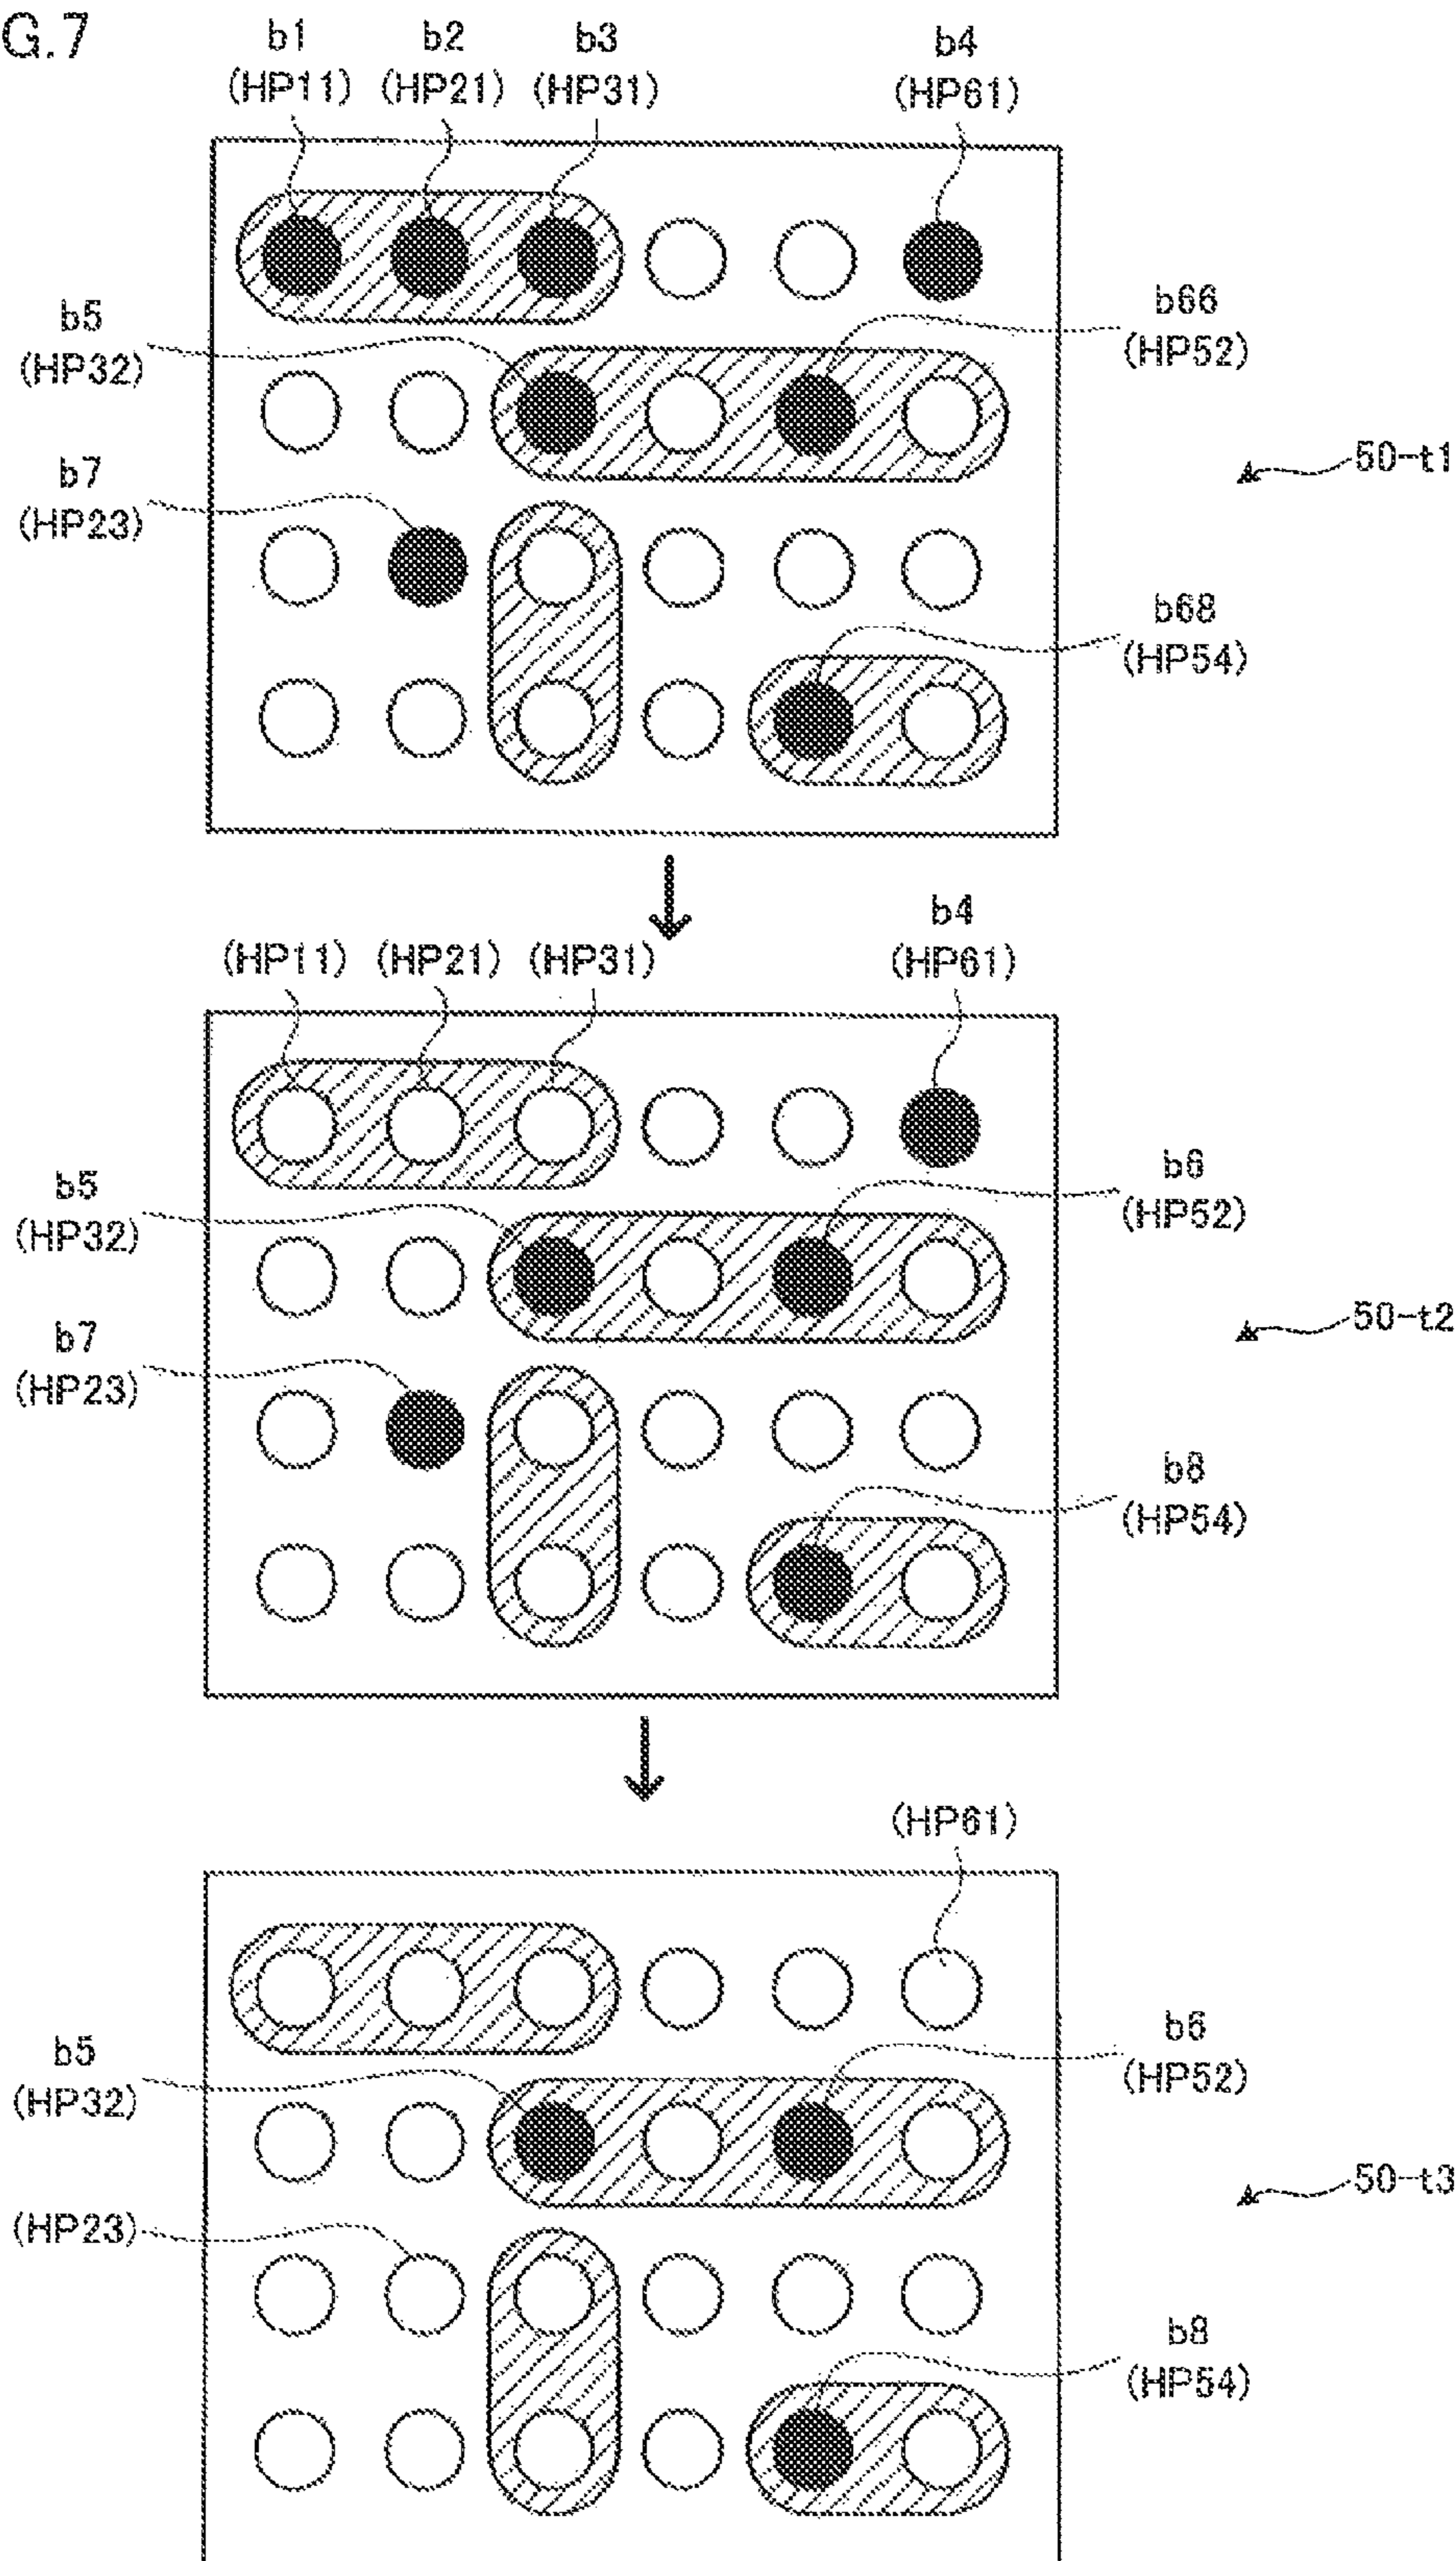 G.7
b1 b2 b3 b4
(HP11) (HP21) (HP31) (HP61)
b5
(HP32)
b66
(HP52)
b7
(HP23)
50-t1
b68
(HP54)
b4
(HP11) (HP21) (HP31) (HP61)
b5
(HP32)
b6
(HP52)
b7
(HP23)
50-t2
b8
(HP54)
(HP61)
b5
(HP32)
b6
(HP52)
50-t3
(HP23)
b8
(HP54)